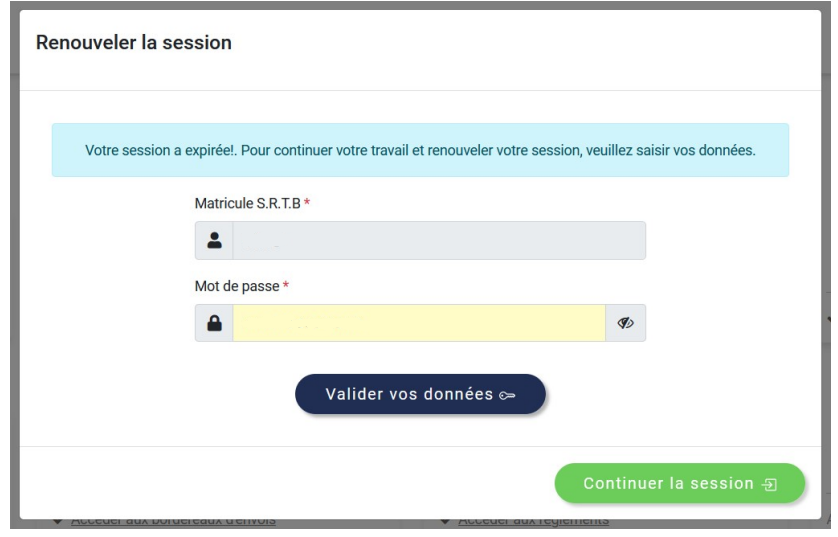 Renouveler la session
Votre session a expirée!. Pour continuer votre travail et renouveler votre session, veuillez saisir vos données.
Matricule S.R.T.B *
Mot de passe *
Valider vos données
Continuer la session
Accéder aux bordereaux d'envois
Accéder aux règlements